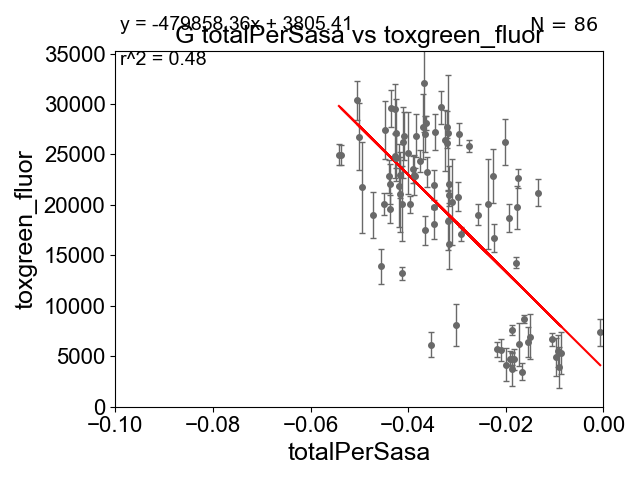 y = -479858.36x + 3805.41
N = 86
G totalPerSasa vs toxgreen_fluor
r^2 = 0.48
35000
30000
25000
20000
15000
10000
5000
0
toxgreen_fluor
−0.10 −0.08 −0.06 −0.04 −0.02 0.00
totalPerSasa